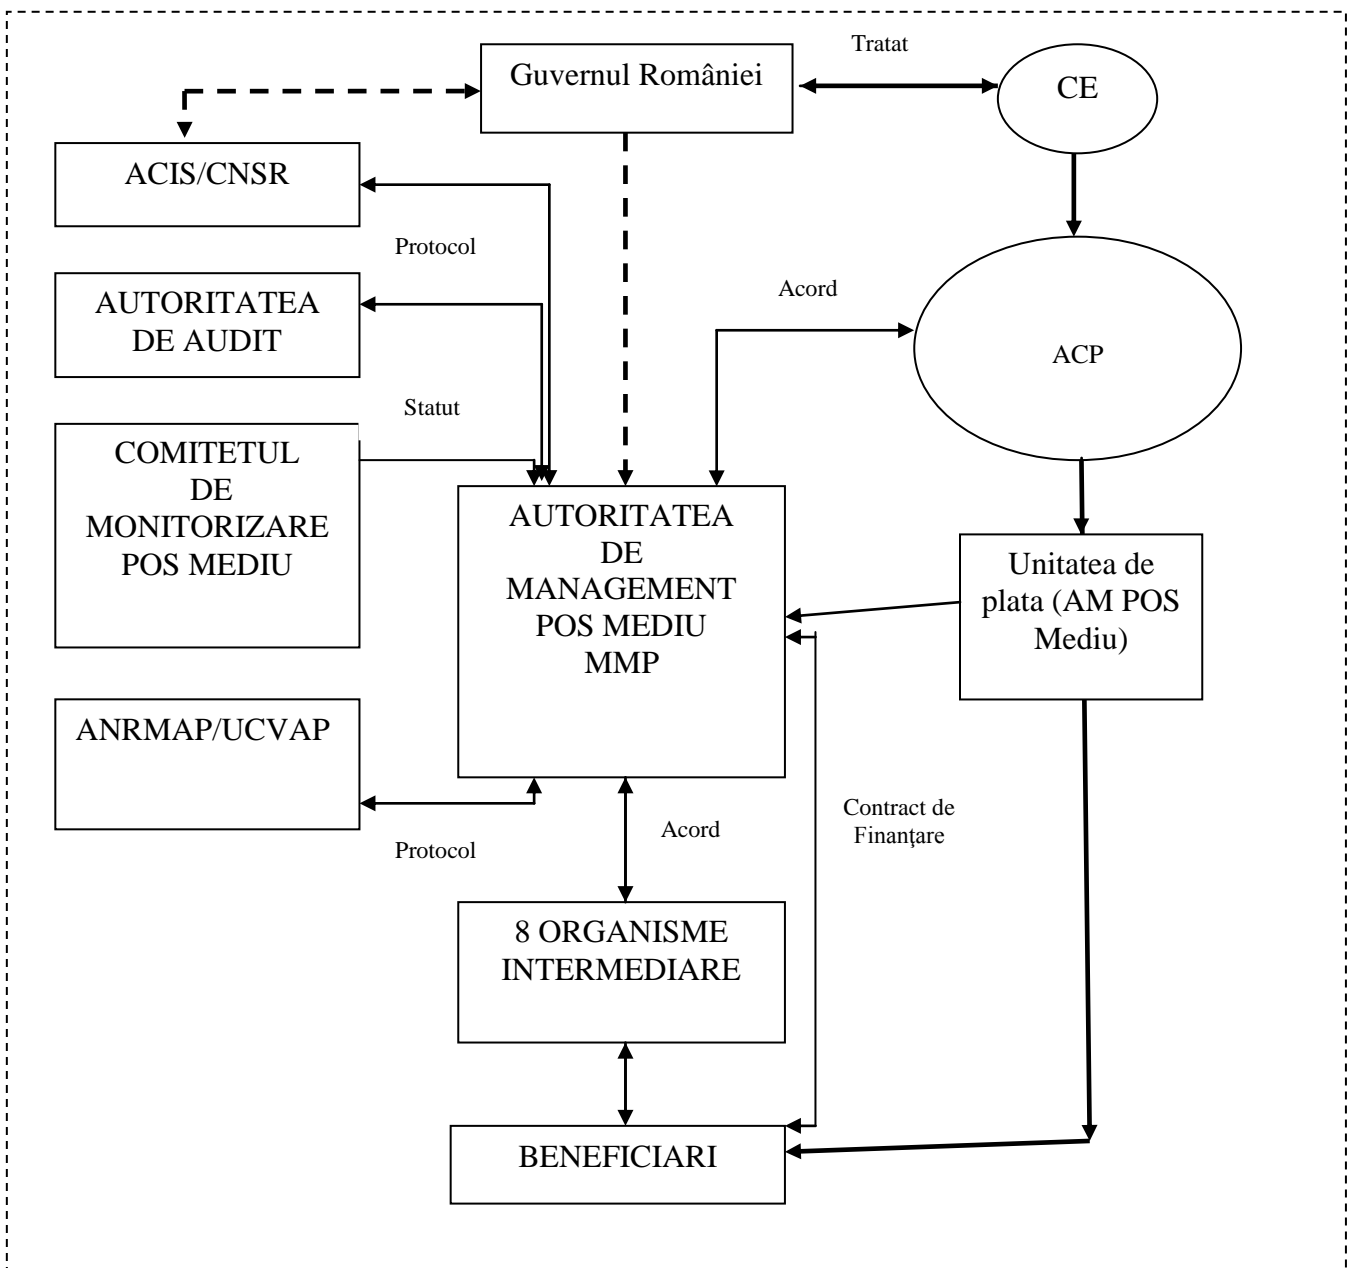 Tratat
Guvernul României
CE
ACIS/CNSR
Protocol
AUTORITATEA
DE AUDIT
Acord
ACP
Statut
COMITETUL
DE
MONITORIZARE
POS MEDIU
AUTORITATEA
DE
MANAGEMENT
POS MEDIU
MMP
Unitatea de
plata (AM POS
Mediu)
ANRMAP/UCVAP
Protocol
Acord
Contract de
Finanţare
8 ORGANISME
INTERMEDIARE
BENEFICIARI